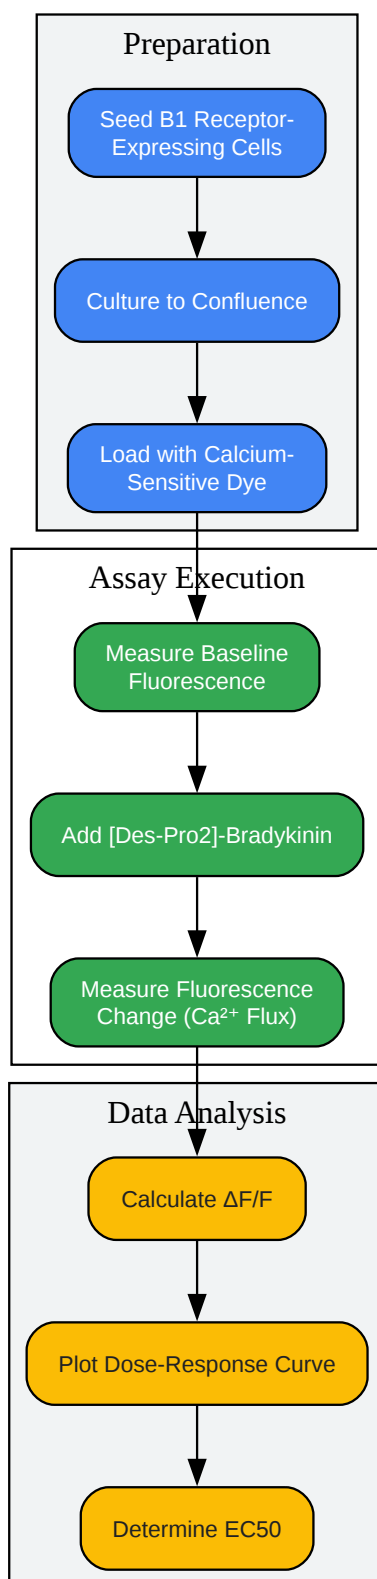 Preparation
Seed B1 Receptor-
Expressing Cells
Culture to Confluence
Load with Calcium-
Sensitive Dye
Assay Execution
Measure Baseline
Fluorescence
Add [Des-Pro2]-Bradykinin
Measure Fluorescence
Change (Ca²⁺ Flux)
Data Analysis
Calculate ΔF/F
Plot Dose-Response Curve
Determine EC50